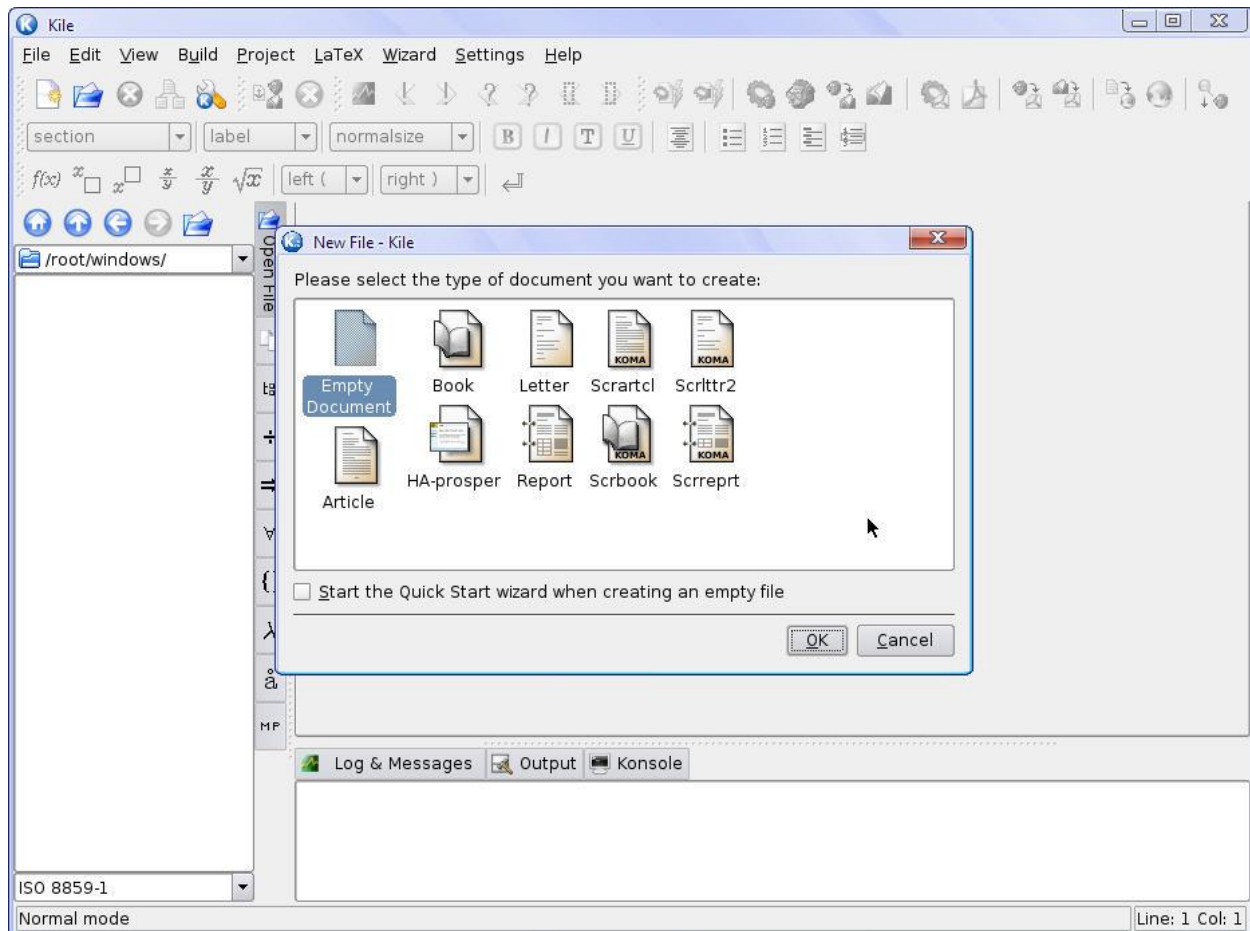 Kile
File Edit View Build Project LaTeX Wizard Settings Help
section label normalsize B I T U
f(x) x x x y x y √x left ( right )
/root/windows/
Open File
New File - Kile
Please select the type of document you want to create:
Empty Document
Book
Letter
Scrartcl
Scrlttr2
KOMA
KOMA
Article
HA-prosper
Report
Scrbook
Scrreprt
KOMA
KOMA
Start the Quick Start wizard when creating an empty file
OK Cancel
{}
λ
å
MP
Log & Messages Output Konsole
ISO 8859-1
Normal mode Line: 1 Col: 1